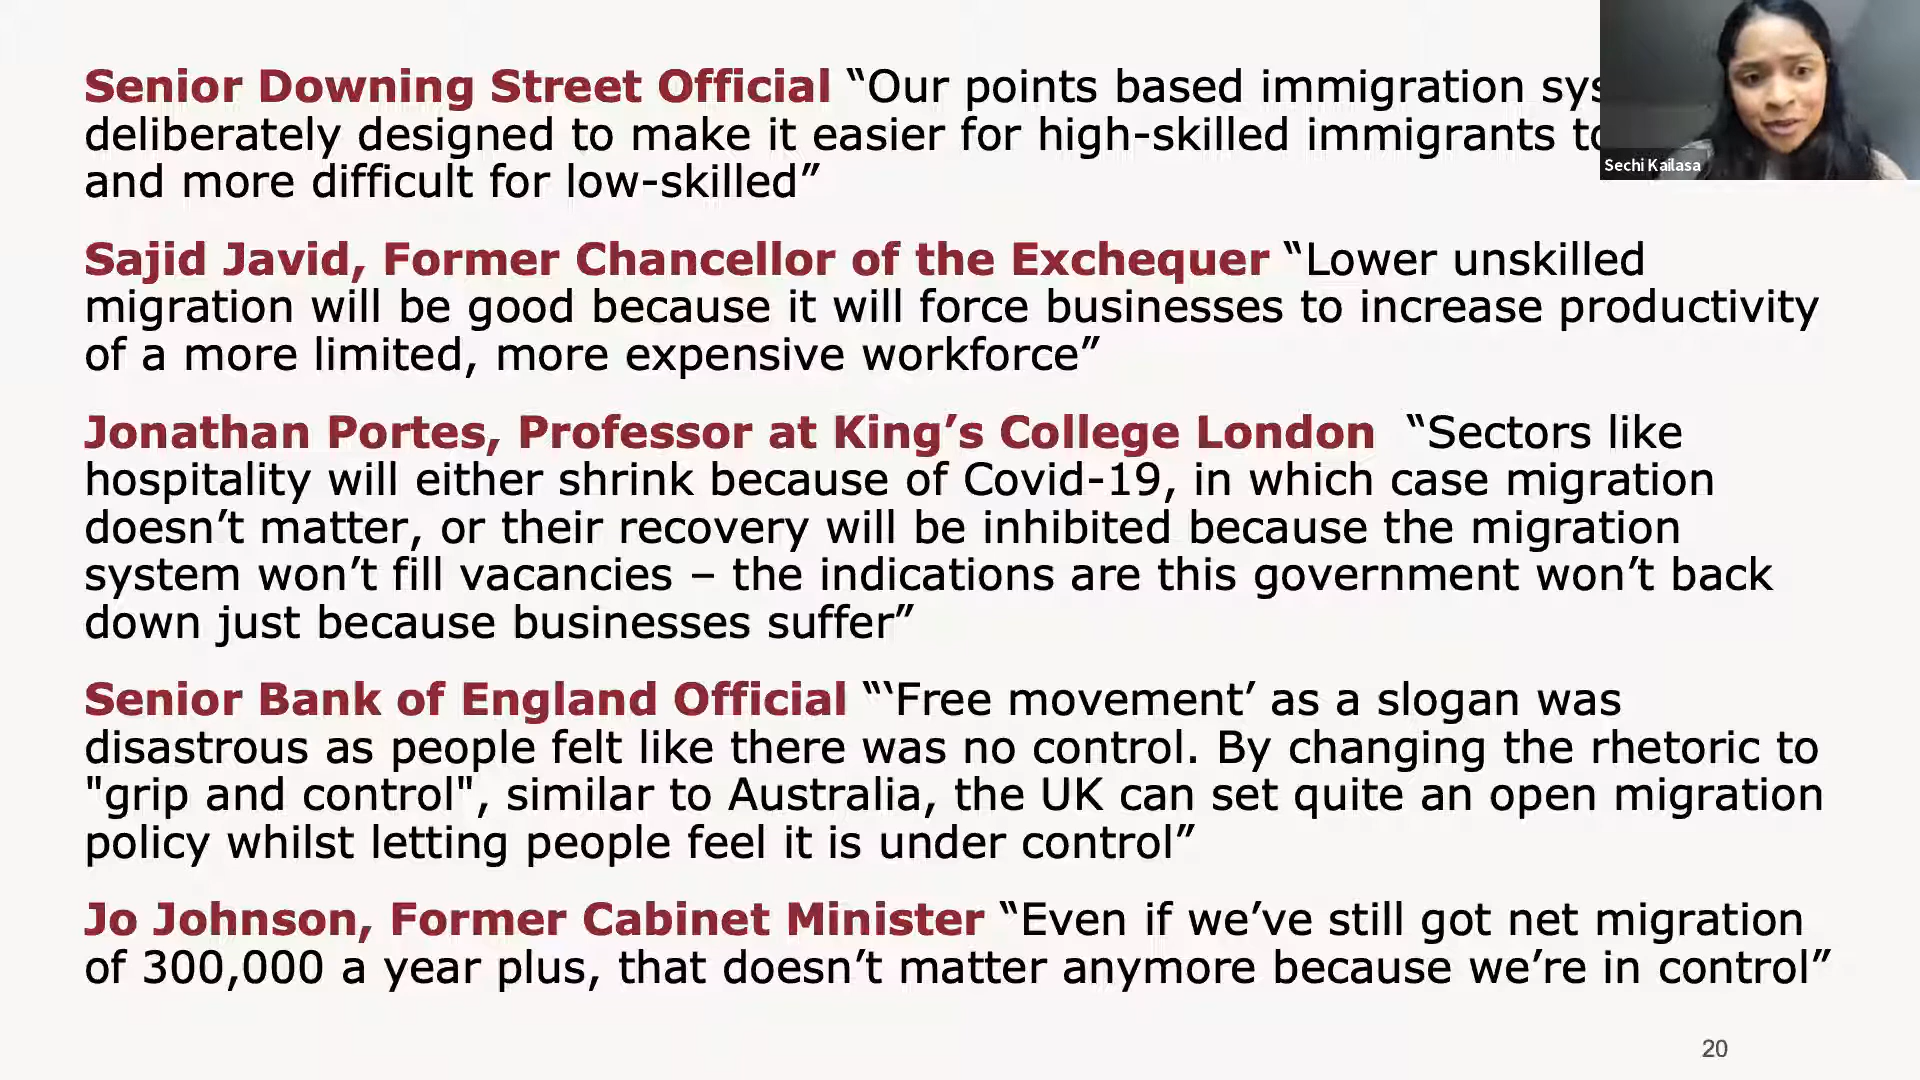 Senior Downing Street Official “Our points based immigration
deliberately designed to make it easier for high-skilled immigrants
and more difficult for low-skilled”
Sechi Kailasa
Sajid Javid, Former Chancellor of the Exchequer “Lower unskilled
migration will be good because it will force businesses to increase productivity
of a more limited, more expensive workforce”
Jonathan Portes, Professor at King’s College London “Sectors like
hospitality will either shrink because of Covid-19, in which case migration
doesn’t matter, or their recovery will be inhibited because the migration
system won’t fill vacancies – the indications are this government won’t back
down just because businesses suffer”
Senior Bank of England Official “‘Free movement’ as a slogan was
disastrous as people felt like there was no control. By changing the rhetoric to
"grip and control", similar to Australia, the UK can set quite an open migration
policy whilst letting people feel it is under control”
Jo Johnson, Former Cabinet Minister “Even if we’ve still got net migration
of 300,000 a year plus, that doesn’t matter anymore because we’re in control”
20